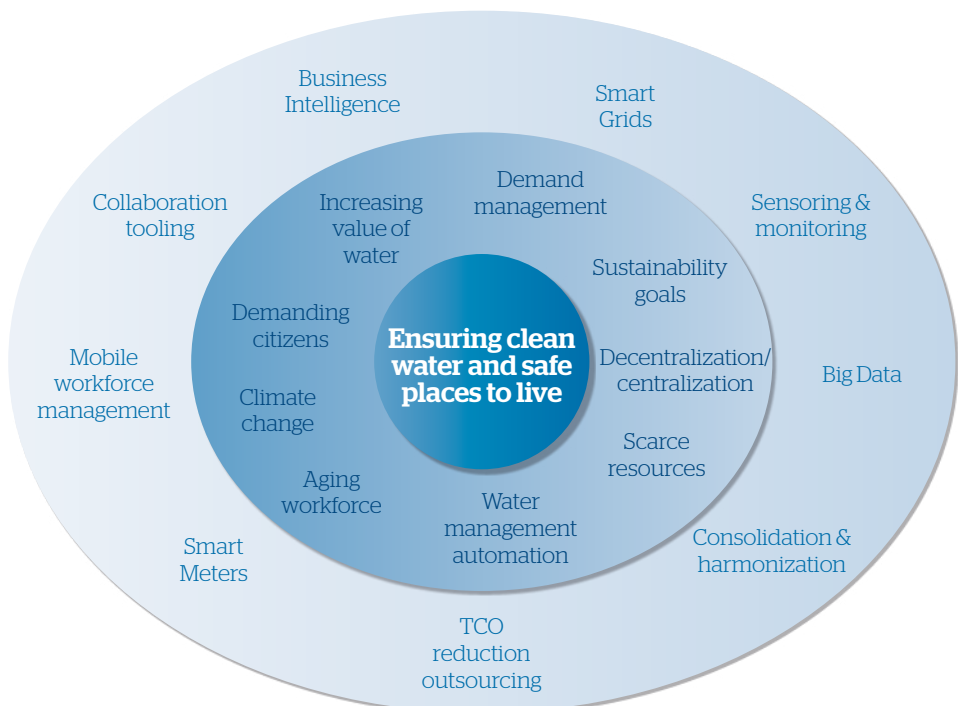 Business
Intelligence
Smart
Grids
Collaboration
tooling
Increasing
value of
water
Demand
management
Sensoring &
monitoring
Sustainability
goals
Demanding
citizens
Ensuring clean
water and safe
places to live
Mobile
workforce
management
Decentralization/
centralization
Big Data
Climate
change
Scarce
resources
Aging
workforce
Water
management
automation
Smart
Meters
Consolidation &
harmonization
TCO
reduction
outsourcing